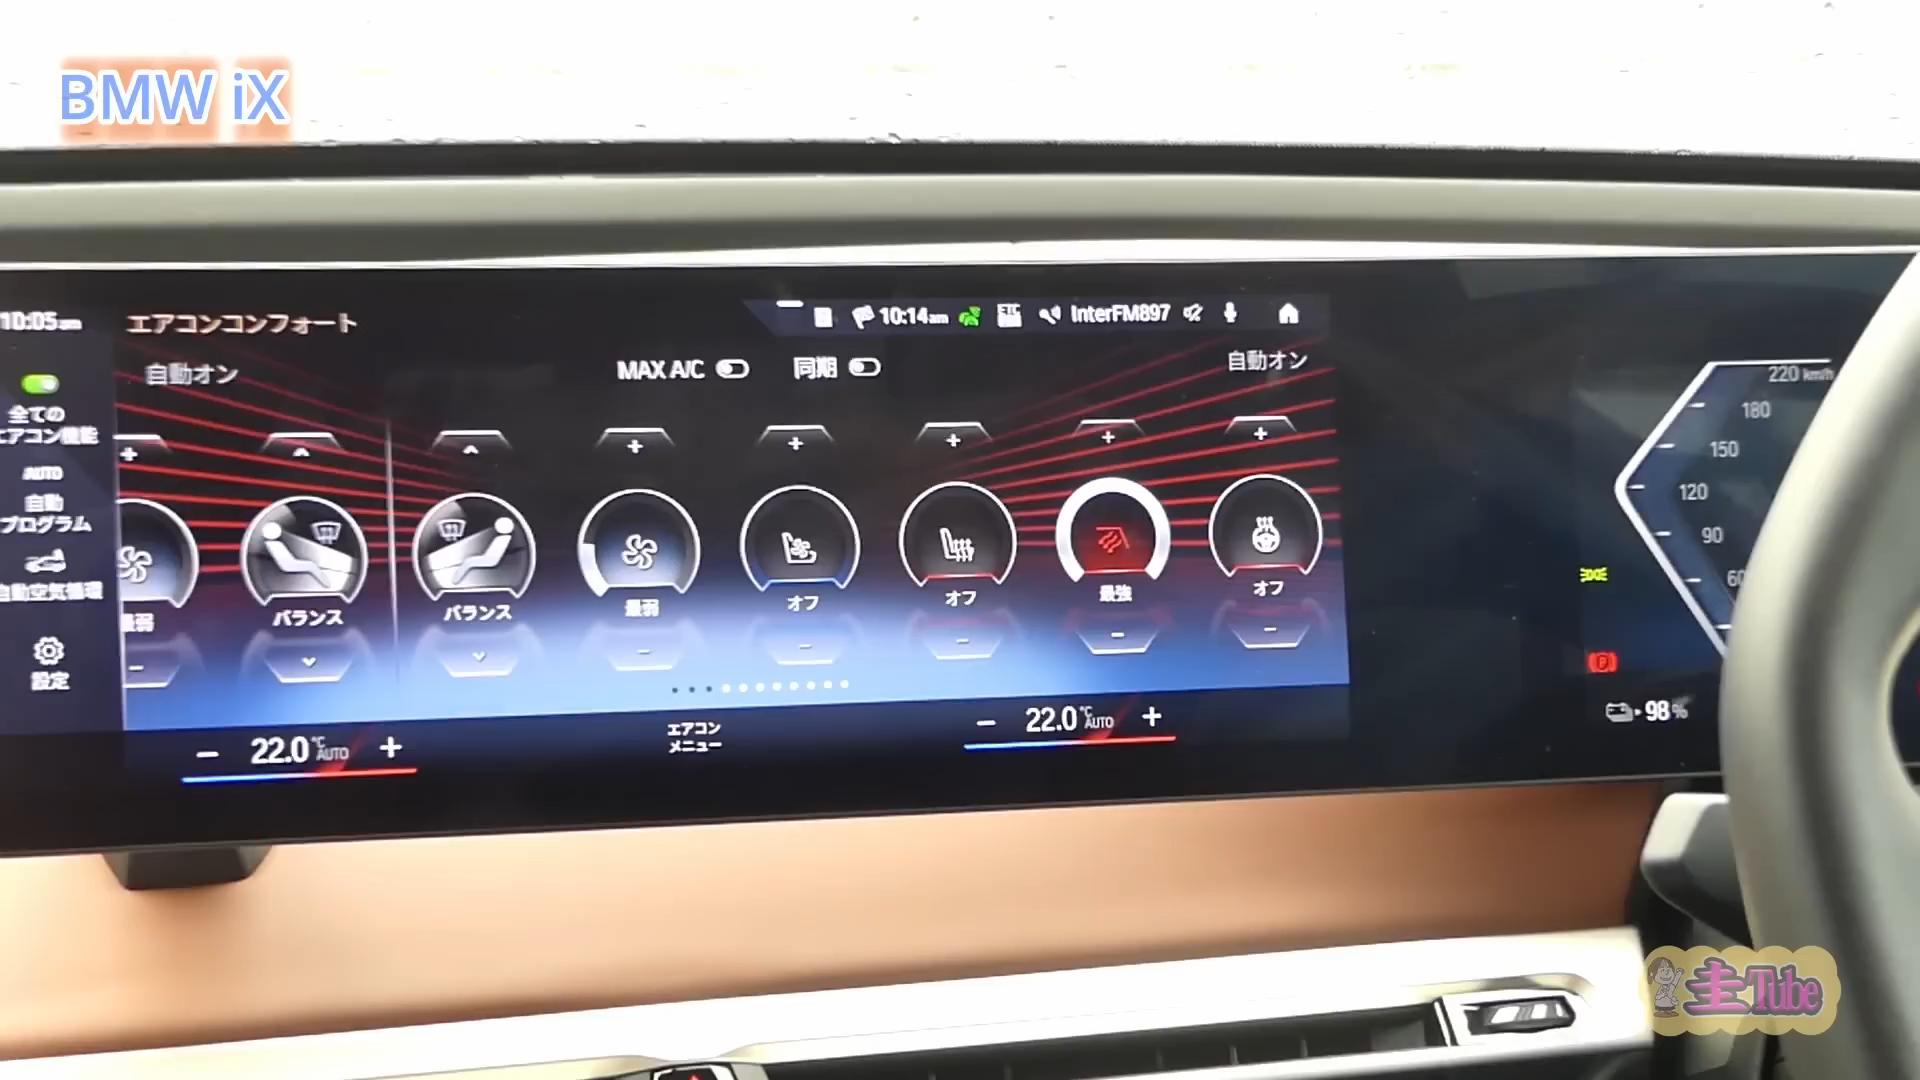 BMW iX
10:05am
エアコンコンフォート
10:14am
ETC
InterFM897
自動オン
MAX A/C
同期
自動オン
全ての
エアコン機能
AUTO
自動
プログラム
自動空気循環
設定
最弱
バランス
バランス
最弱
オフ
オフ
最強
オフ
22.0 °C AUTO
エアコン
メニュー
22.0 °C AUTO
220 km/h
180
150
120
90
60
P
98 %
圭Tube